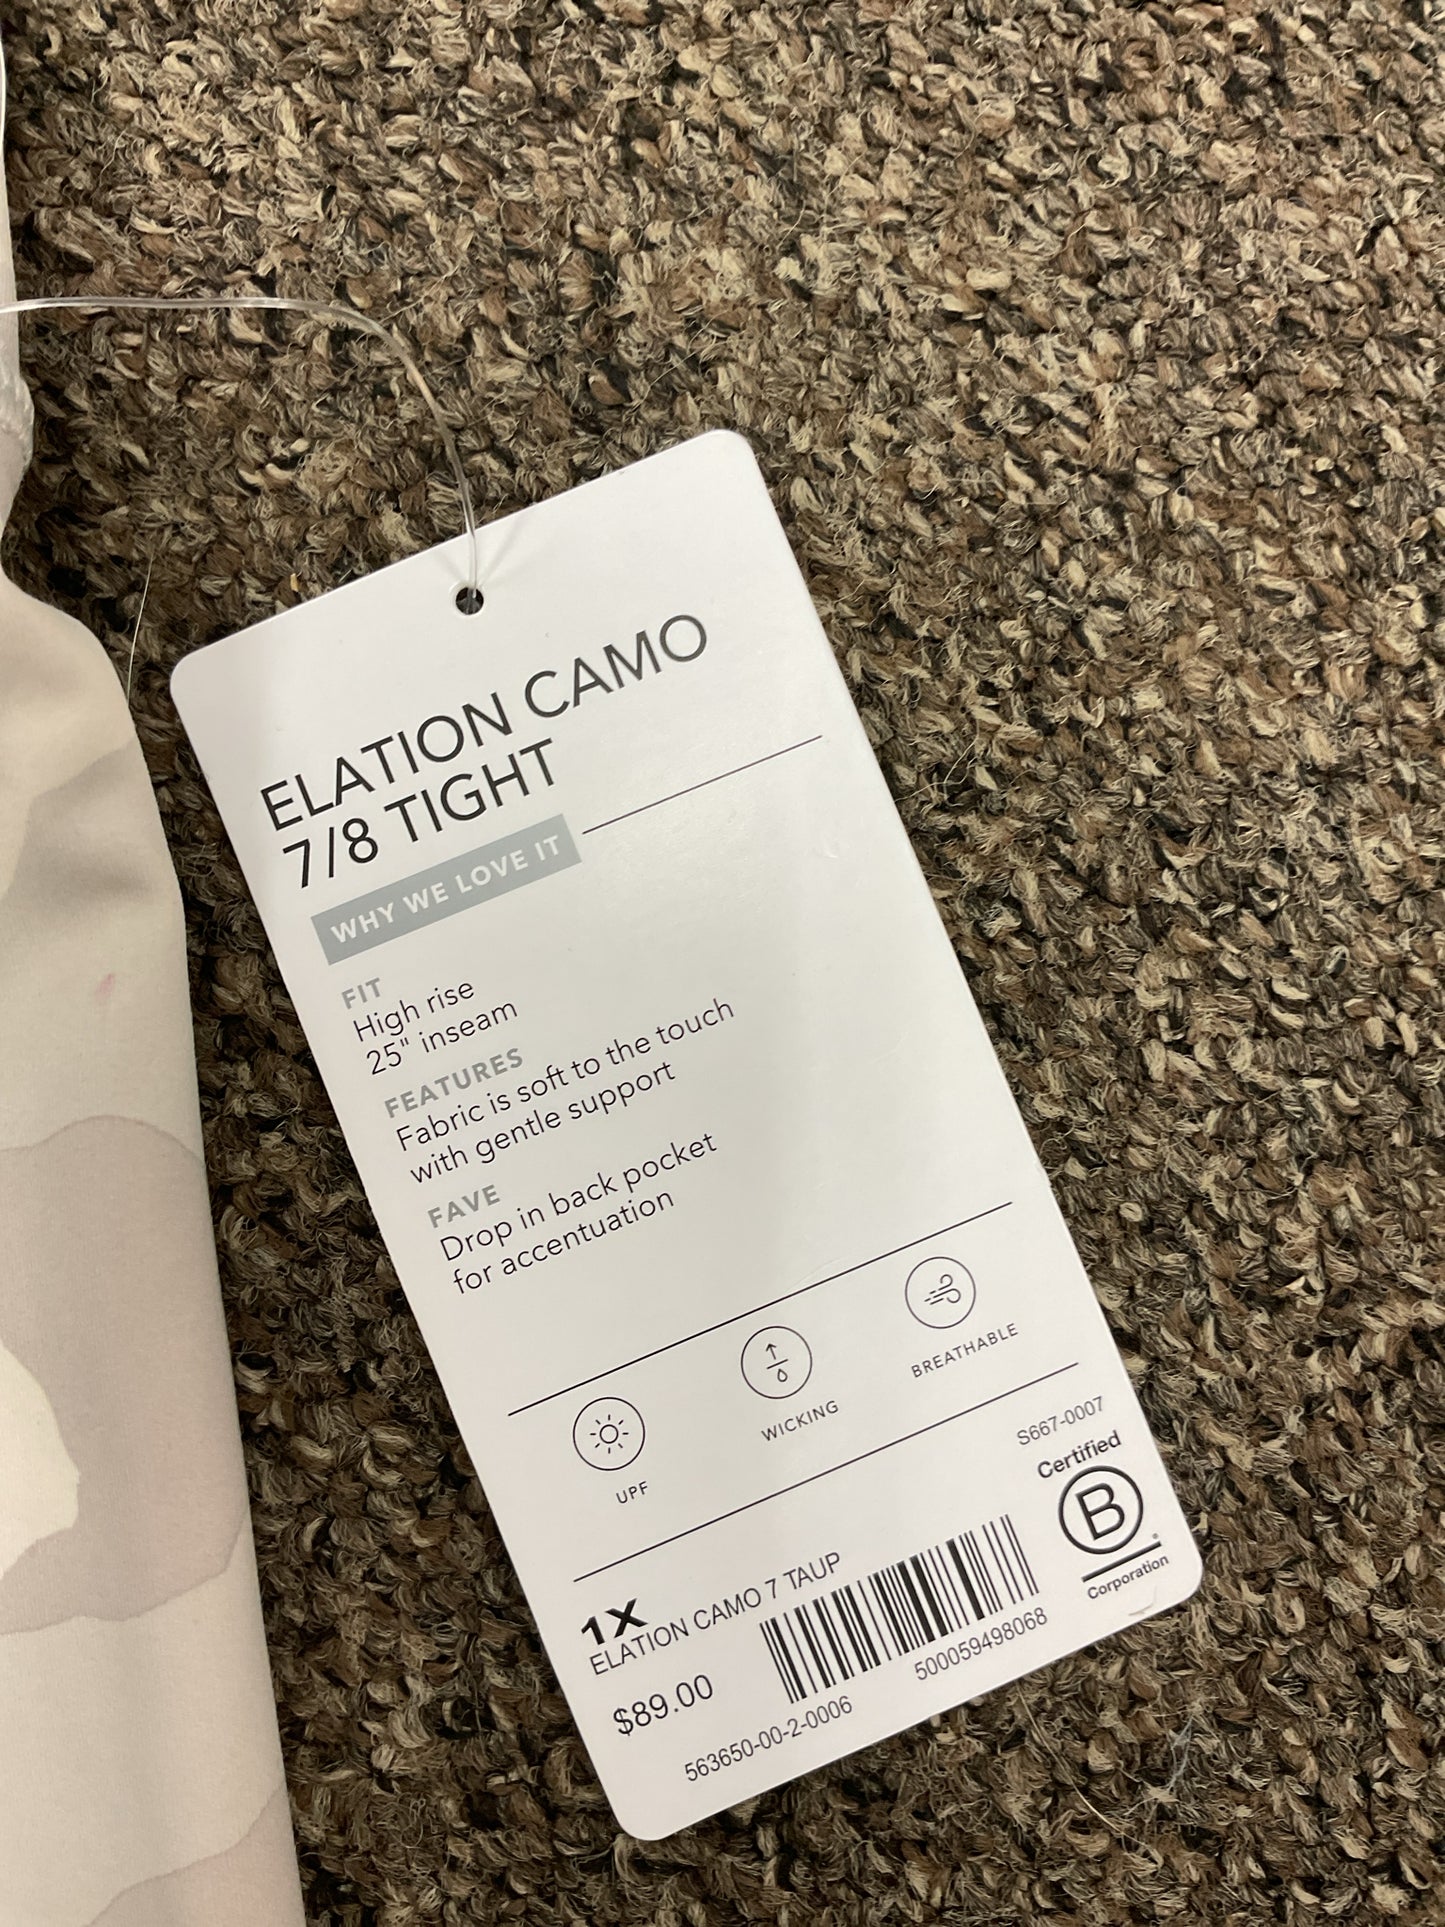 ELATION CAMO
7/8 TIGHT
WHY WE LOVE IT
FIT
High rise
25" inseam
FEATURES
Fabric is soft to the touch
with gentle support
FAVE
Drop in back pocket
for accentuation
UPF
WICKING
BREATHABLE
S667-0007
Certified
B
®
Corporation
1X
ELATION CAMO 7 TAUP
$89.00
500059498068
563650-00-2-0006